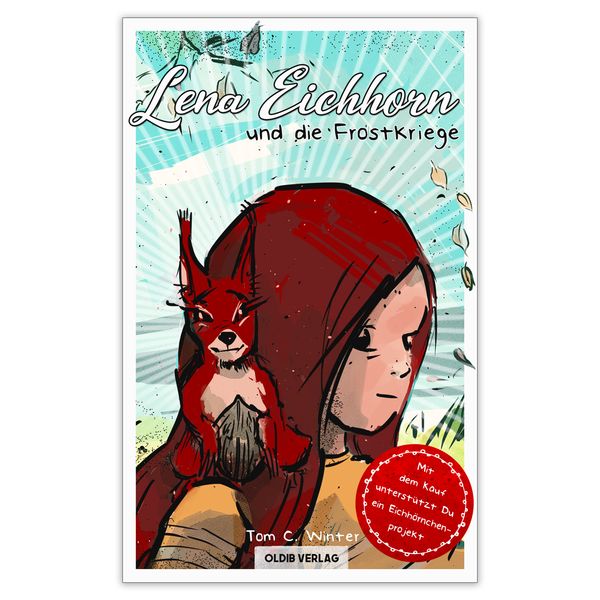 Lena Eichhorn
und die Frostkriege
Mit
dem Kauf
unterstützt Du
ein Eichhörnchen-
projekt
Tom C. Winter
OLDIB VERLAG